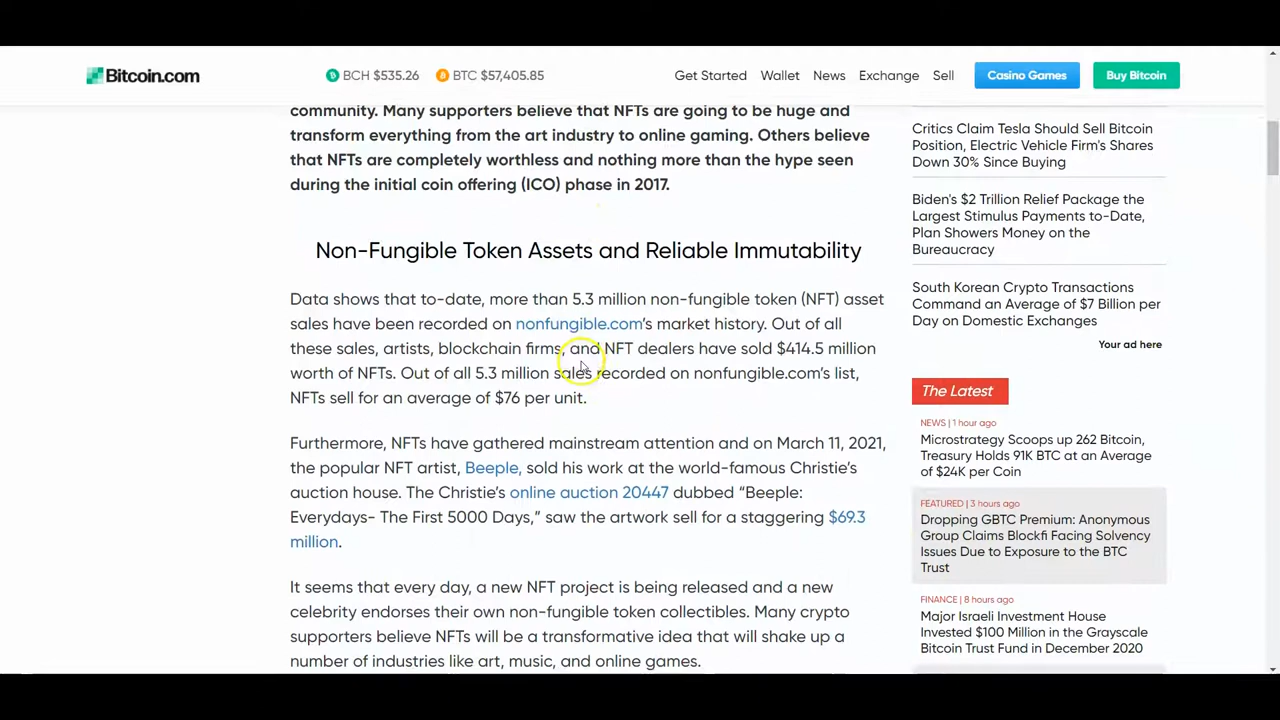 Bitcoin.com
BCH $535.26
BTC $57,405.85
Get Started
Wallet
News
Exchange
Sell
Casino Games
Buy Bitcoin
community. Many supporters believe that NFTs are going to be huge and
transform everything from the art industry to online gaming. Others believe
that NFTs are completely worthless and nothing more than the hype seen
during the initial coin offering (ICO) phase in 2017.
Non-Fungible Token Assets and Reliable Immutability
Data shows that to-date, more than 5.3 million non-fungible token (NFT) asset
sales have been recorded on nonfungible.com's market history. Out of all
these sales, artists, blockchain firms, and NFT dealers have sold $414.5 million
worth of NFTs. Out of all 5.3 million sales recorded on nonfungible.com's list,
NFTs sell for an average of $76 per unit.
Furthermore, NFTs have gathered mainstream attention and on March 11, 2021,
the popular NFT artist, Beeple, sold his work at the world-famous Christie's
auction house. The Christie's online auction 20447 dubbed “Beeple:
Everydays- The First 5000 Days,” saw the artwork sell for a staggering $69.3
million.
It seems that every day, a new NFT project is being released and a new
celebrity endorses their own non-fungible token collectibles. Many crypto
supporters believe NFTs will be a transformative idea that will shake up a
number of industries like art, music, and online games.
Critics Claim Tesla Should Sell Bitcoin
Position, Electric Vehicle Firm's Shares
Down 30% Since Buying
Biden's $2 Trillion Relief Package the
Largest Stimulus Payments to-Date,
Plan Showers Money on the
Bureaucracy
South Korean Crypto Transactions
Command an Average of $7 Billion per
Day on Domestic Exchanges
Your ad here
The Latest
NEWS | 1 hour ago
Microstrategy Scoops up 262 Bitcoin,
Treasury Holds 91K BTC at an Average
of $24K per Coin
FEATURED | 3 hours ago
Dropping GBTC Premium: Anonymous
Group Claims Blockfi Facing Solvency
Issues Due to Exposure to the BTC
Trust
FINANCE | 8 hours ago
Major Israeli Investment House
Invested $100 Million in the Grayscale
Bitcoin Trust Fund in December 2020